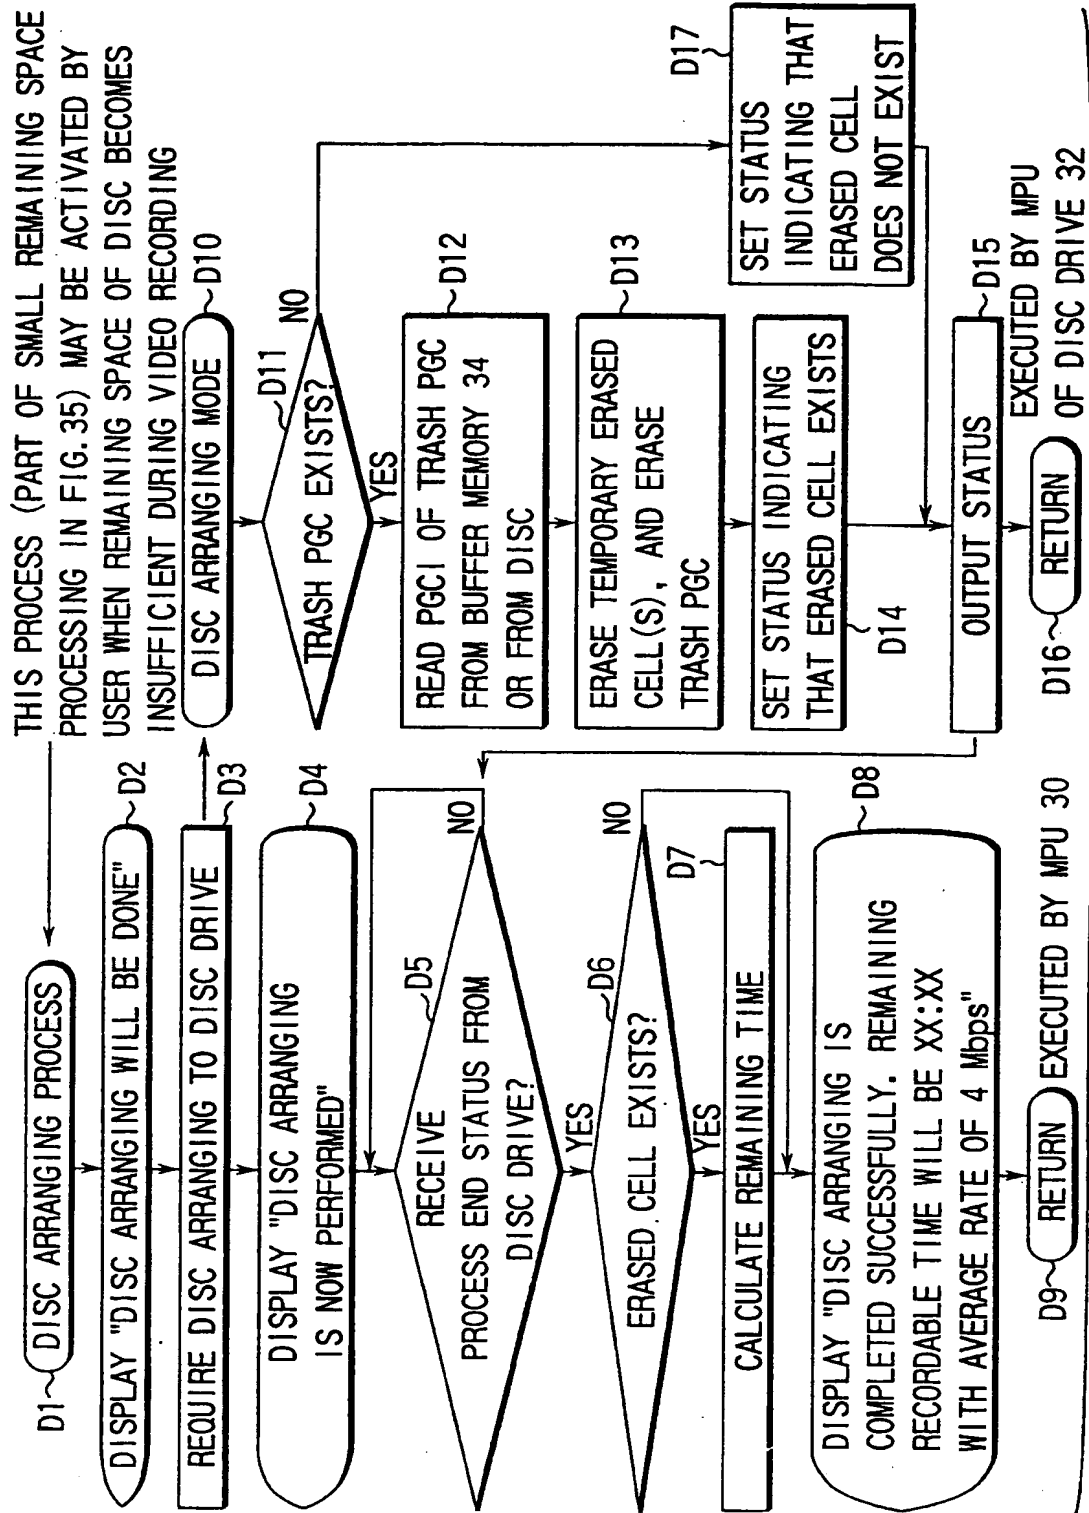 THIS PROCESS (PART OF SMALL REMAINING SPACE
PROCESSING IN FIG.35) MAY BE ACTIVATED BY
USER WHEN REMAINING SPACE OF DISC BECOMES
INSUFFICIENT DURING VIDEO RECORDING
D1
DISC ARRANGING PROCESS
D2
DISPLAY "DISC ARRANGING WILL BE DONE"
D3
REQUIRE DISC ARRANGING TO DISC DRIVE
D4
DISPLAY "DISC ARRANGING
IS NOW PERFORMED"
D5
RECEIVE
PROCESS END STATUS FROM
DISC DRIVE?
NO
YES
D6
ERASED CELL EXISTS?
NO
YES
D7
CALCULATE REMAINING TIME
D8
DISPLAY "DISC ARRANGING IS
COMPLETED SUCCESSFULLY. REMAINING
RECORDABLE TIME WILL BE XX:XX
WITH AVERAGE RATE OF 4 Mbps"
D9
RETURN
EXECUTED BY MPU 30
D10
DISC ARRANGING MODE
D11
TRASH PGC EXISTS?
NO
YES
D12
READ PGCI OF TRASH PGC
FROM BUFFER MEMORY 34
OR FROM DISC
D13
ERASE TEMPORARY ERASED
CELL(S), AND ERASE
TRASH PGC
SET STATUS INDICATING
THAT ERASED CELL EXISTS
D14
D17
SET STATUS
INDICATING THAT
ERASED CELL
DOES NOT EXIST
D15
OUTPUT STATUS
D16
RETURN
EXECUTED BY MPU
OF DISC DRIVE 32